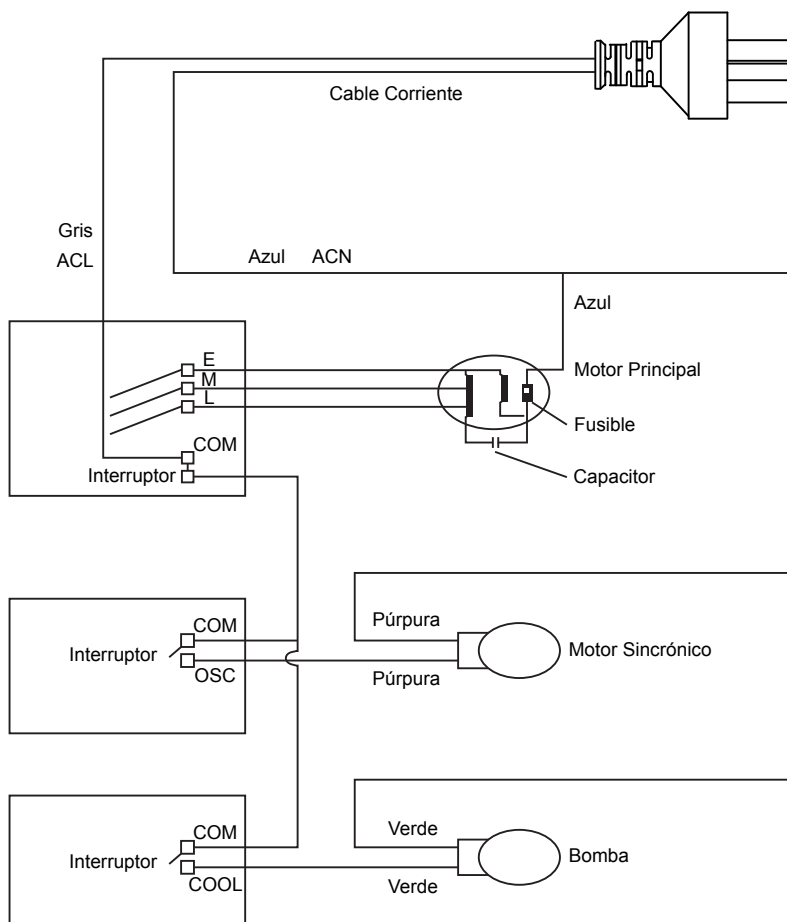 Cable Corriente
Gris
ACL
Azul ACN
Azul
E
M
L
COM
Interruptor
Motor Principal
Fusible
Capacitor
COM
Interruptor
OSC
Púrpura
Púrpura
Motor Sincrónico
COM
Interruptor
COOL
Verde
Verde
Bomba